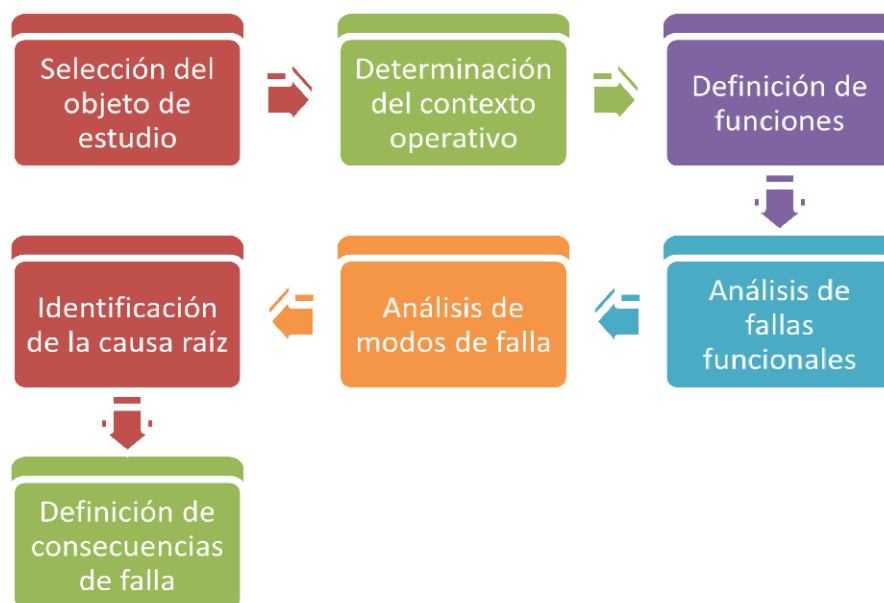 Selección del
objeto de
estudio
Determinación
del contexto
operativo
Definición de
funciones
Análisis de
fallas
funcionales
Análisis de
modos de falla
Identificación
de la causa raíz
Definición de
consecuencias
de falla